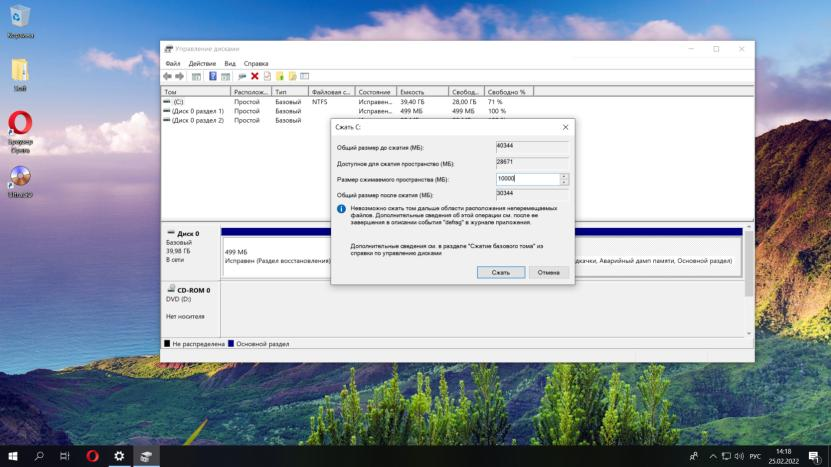 Корзина
Soft
Браузер
Opera
UltraISO
Управление дисками
Файл Действие Вид Справка
Том Располож... Тип Файловая с... Состояние Емкость Свобод... Свободно %
(C:) Простой Базовый NTFS Исправен... 39,40 ГБ 28,00 ГБ 71 %
(Диск 0 раздел 1) Простой Базовый Исправен... 499 МБ 499 МБ 100 %
(Диск 0 раздел 2) Простой Базовый
Сжать C:
Общий размер до сжатия (МБ): 40344
Доступное для сжатия пространство (МБ): 28671
Размер сжимаемого пространства (МБ): 10000
Общий размер после сжатия (МБ): 30344
Невозможно сжать том дальше области расположения неперемещаемых
файлов. Дополнительные сведения об этой операции см. после ее
завершения в описании события "defrag" в журнале приложения.
Дополнительные сведения см. в разделе "Сжатие базового тома" из
справки по управлению дисками
Сжать Отмена
Диск 0
Базовый
39,98 ГБ
В сети
499 МБ
Исправен (Раздел восстановления)
дкачки, Аварийный дамп памяти, Основной раздел)
CD-ROM 0
DVD (D:)
Нет носителя
Не распределена Основной раздел
РУС
14:18
25.02.2022